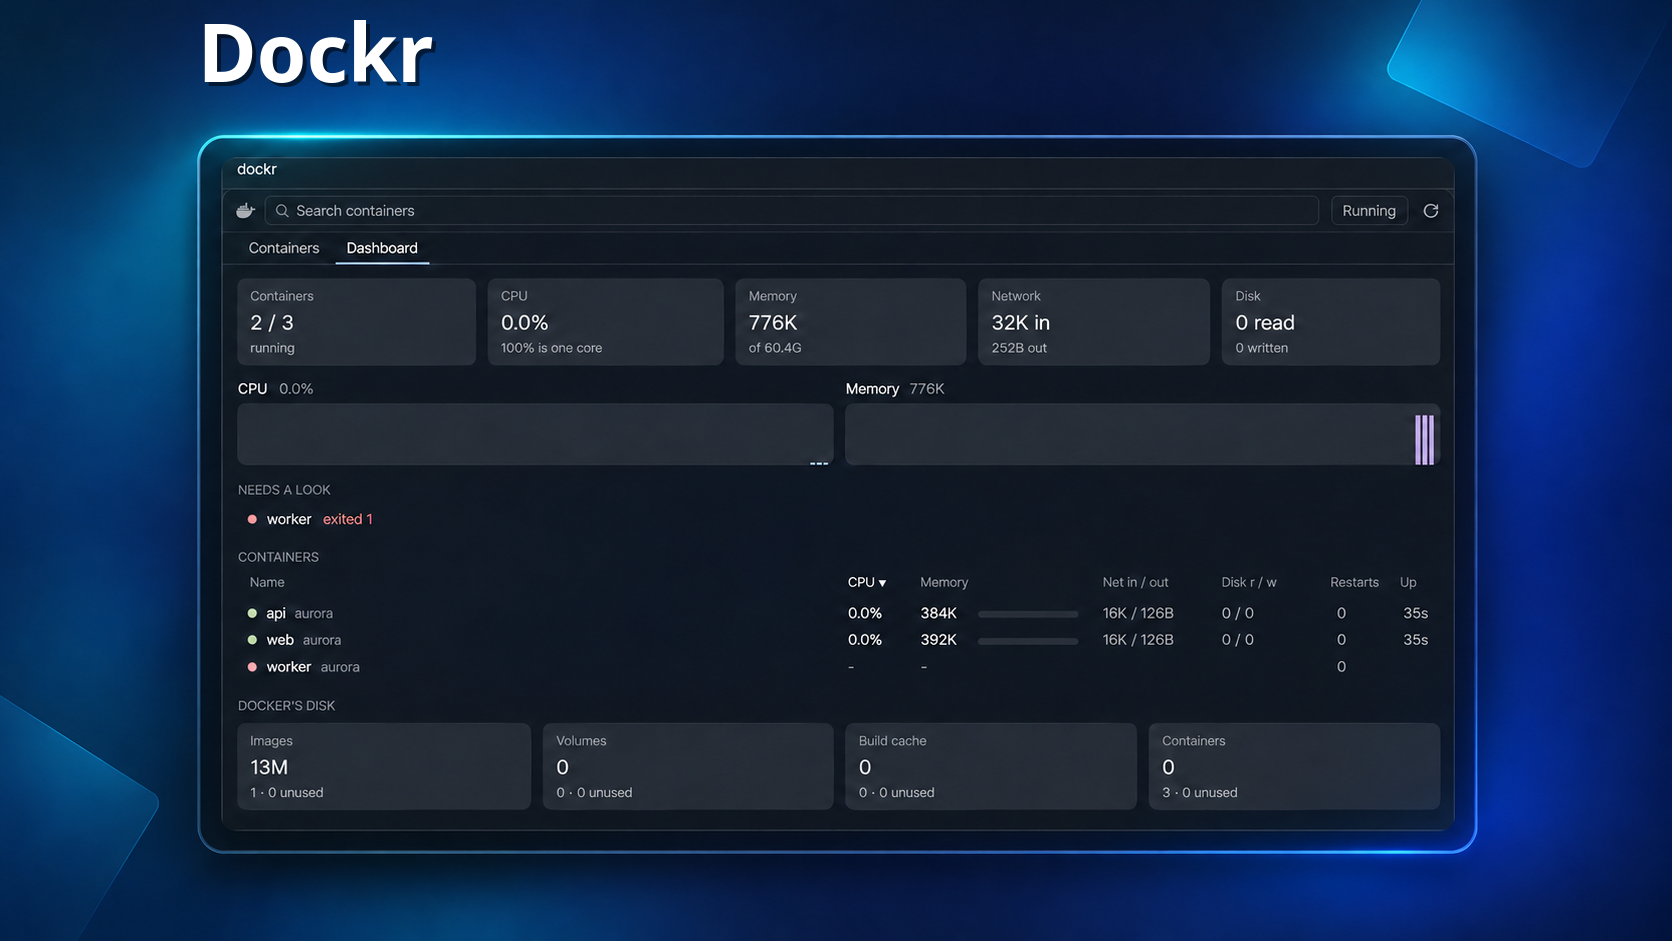 Dockr
dockr
Search containers
Running
Containers
Dashboard
Containers
2 / 3
running
CPU
0.0%
100% is one core
Memory
776K
of 60.4G
Network
32K in
252B out
Disk
0 read
0 written
CPU 0.0%
Memory 776K
NEEDS A LOOK
worker exited 1
CONTAINERS
Name CPU ▼ Memory Net in / out Disk r / w Restarts Up
api aurora 0.0% 384K 16K / 126B 0 / 0 0 35s
web aurora 0.0% 392K 16K / 126B 0 / 0 0 35s
worker aurora - - 0
DOCKER'S DISK
Images
13M
1 · 0 unused
Volumes
0
0 · 0 unused
Build cache
0
0 · 0 unused
Containers
0
3 · 0 unused